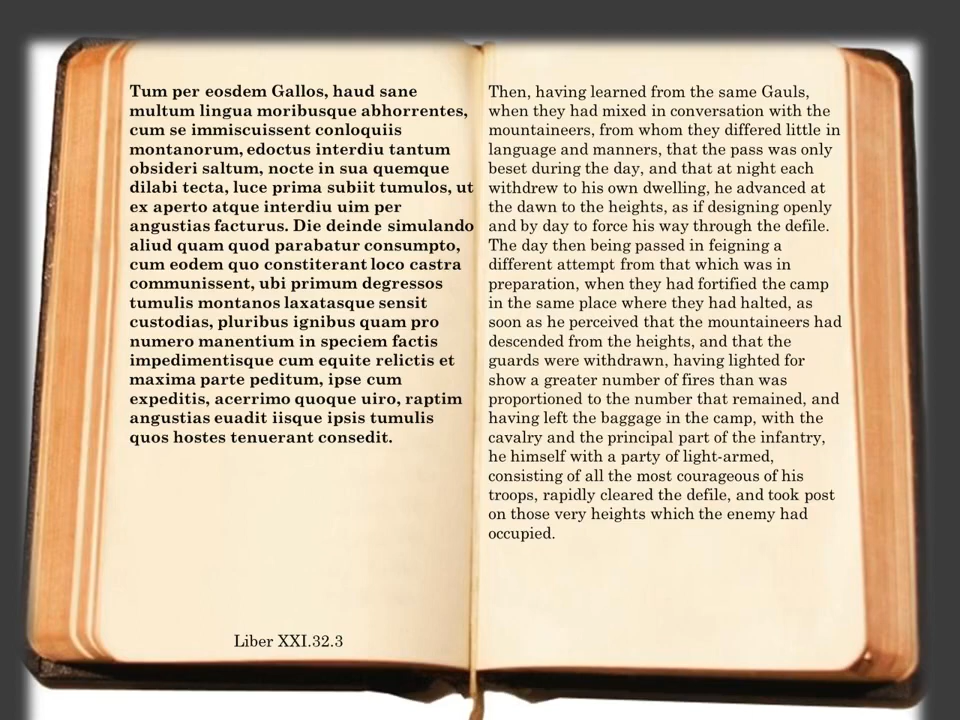 Tum per eosdem Gallos, haud sane
multum lingua moribusque abhorrentes,
cum se immiscuissent conloquiis
montanorum, edoctus interdiu tantum
obsideri saltum, nocte in sua quemque
dilabi tecta, luce prima subiit tumulos, ut
ex aperto atque interdiu uim per
angustias facturus. Die deinde simulando
aliud quam quod parabatur consumpto,
cum eodem quo constiterant loco castra
communissent, ubi primum degressos
tumulis montanos laxatasque sensit
custodias, pluribus ignibus quam pro
numero manentium in speciem factis
impedimentisque cum equite relictis et
maxima parte peditum, ipse cum
expeditis, acerrimo quoque uiro, raptim
angustias euadit iisque ipsis tumulis
quos hostes tenuerant consedit.
Liber XXI.32.3
Then, having learned from the same Gauls,
when they had mixed in conversation with the
mountaineers, from whom they differed little in
language and manners, that the pass was only
beset during the day, and that at night each
withdrew to his own dwelling, he advanced at
the dawn to the heights, as if designing openly
and by day to force his way through the defile.
The day then being passed in feigning a
different attempt from that which was in
preparation, when they had fortified the camp
in the same place where they had halted, as
soon as he perceived that the mountaineers had
descended from the heights, and that the
guards were withdrawn, having lighted for
show a greater number of fires than was
proportioned to the number that remained, and
having left the baggage in the camp, with the
cavalry and the principal part of the infantry,
he himself with a party of light-armed,
consisting of all the most courageous of his
troops, rapidly cleared the defile, and took post
on those very heights which the enemy had
occupied.